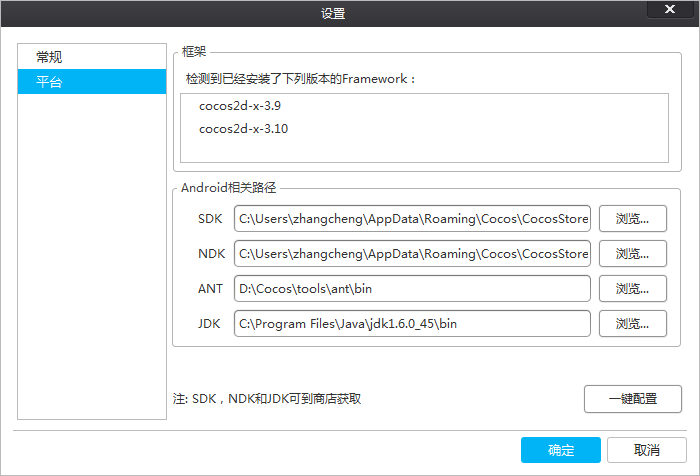 设置
常规
平台
框架
检测到已经安装了下列版本的Framework：
cocos2d-x-3.9
cocos2d-x-3.10
Android相关路径
SDK C:\Users\zhangcheng\AppData\Roaming\Cocos\CocosStore 浏览...
NDK C:\Users\zhangcheng\AppData\Roaming\Cocos\CocosStore 浏览...
ANT D:\Cocos\tools\ant\bin 浏览...
JDK C:\Program Files\Java\jdk1.6.0_45\bin 浏览...
注: SDK，NDK和JDK可到商店获取 一键配置
确定 取消